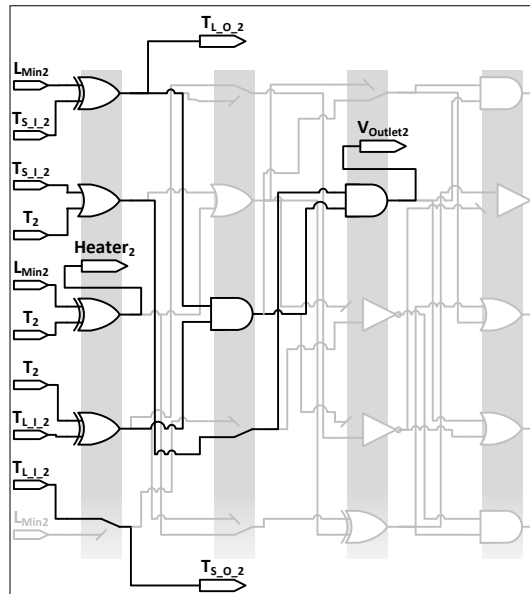 T_L_O_2
L_Min2
T_S_I_2
V_Outlet2
T_S_I_2
T_2
Heater_2
L_Min2
T_2
T_2
T_L_I_2
T_L_I_2
L_Min2
T_S_O_2